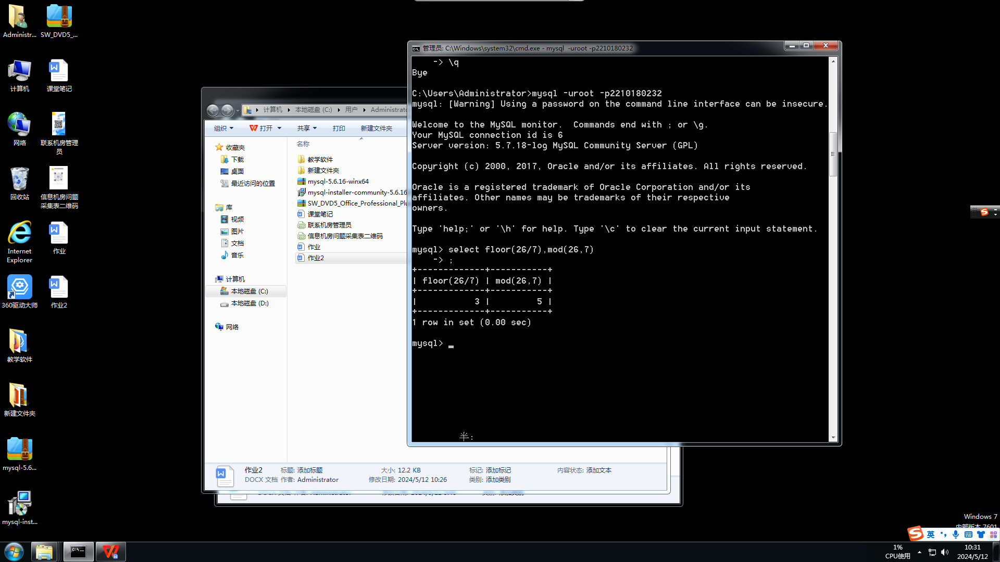 Administr...
SW_DVD5_...
计算机
课堂笔记
网络
联系机房管理
员
回收站
信息机房问题
采集表二维码
Internet
Explorer
作业
360驱动大师
作业2
教学软件
新建文件夹
mysql-5.6...
mysql-inst...
计算机
本地磁盘 (C:)
用户
Administrato
组织
打开
共享
打印
新建文件夹
收藏夹
下载
桌面
最近访问的位置
库
视频
图片
文档
音乐
计算机
本地磁盘 (C:)
本地磁盘 (D:)
网络
名称
教学软件
新建文件夹
mysql-5.6.16-winx64
mysql-installer-community-5.6.16
SW_DVD5_Office_Professional_Plu
课堂笔记
联系机房管理员
信息机房问题采集表二维码
作业
作业2
作业2
标题: 添加标题
大小: 12.2 KB
标记: 添加标记
内容状态: 添加文本
DOCX 文档
作者: Administrator
修改日期: 2024/5/12 10:26
类别: 添加类别
管理员: C:\Windows\system32\cmd.exe - mysql  -uroot -p2210180232
    -> \q
Bye
C:\Users\Administrator>mysql -uroot -p2210180232
mysql: [Warning] Using a password on the command line interface can be insecure.
Welcome to the MySQL monitor.  Commands end with ; or \g.
Your MySQL connection id is 6
Server version: 5.7.18-log MySQL Community Server (GPL)
Copyright (c) 2000, 2017, Oracle and/or its affiliates. All rights reserved.
Oracle is a registered trademark of Oracle Corporation and/or its
affiliates. Other names may be trademarks of their respective
owners.
Type 'help;' or '\h' for help. Type '\c' to clear the current input statement.
mysql> select floor(26/7),mod(26,7)
    -> ;
+-------------+-----------+
| floor(26/7) | mod(26,7) |
+-------------+-----------+
|           3 |         5 |
+-------------+-----------+
1 row in set (0.00 sec)
mysql> _
半:
Windows 7
内部版本 7601
英
1%
CPU使用
10:31
2024/5/12